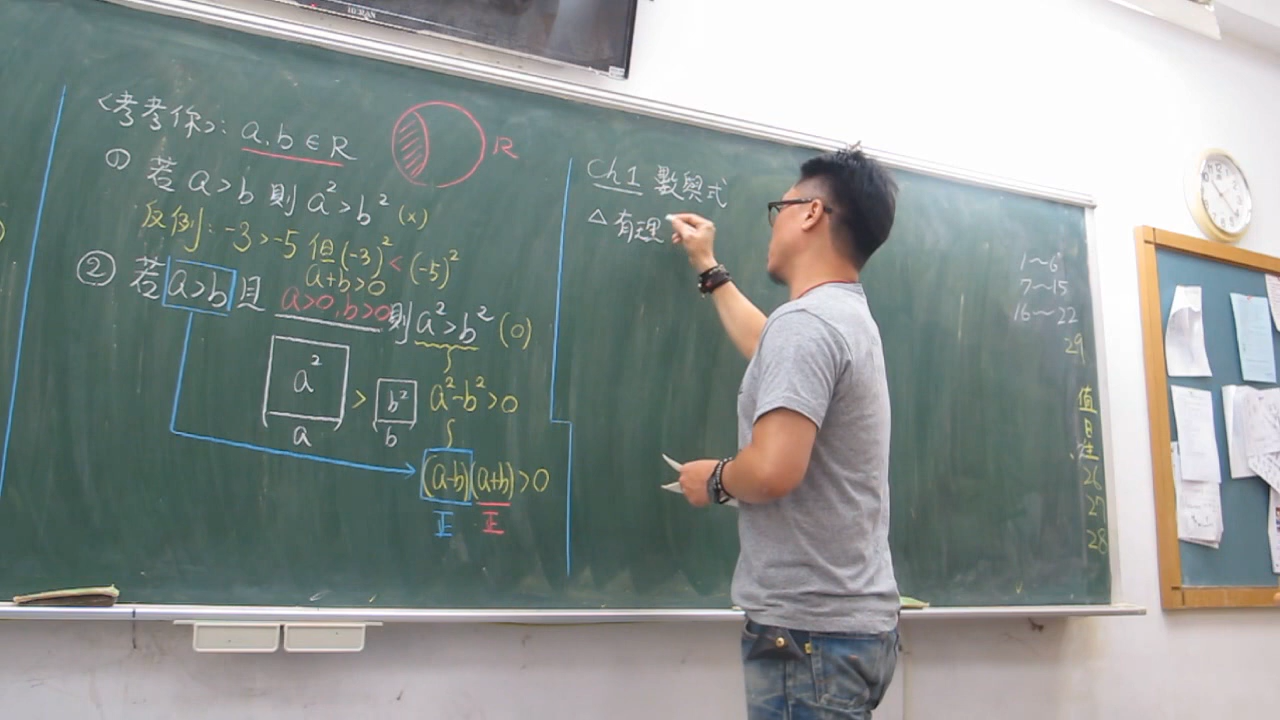 HERAN
<考考你>: a,b ∈ R
R
① 若 a>b 則 a²>b² (x)
反例: -3>-5 但(-3)² < (-5)²
a+b>0
② 若 a>b 且 a>0,b>0 則 a²>b² (o)
a² > b² a²-b²>0
a b
(a-b)(a+b)>0
正 正
Ch1 數與式
△ 有理
1~6
7~15
16~22
29
值日生
26
27
28